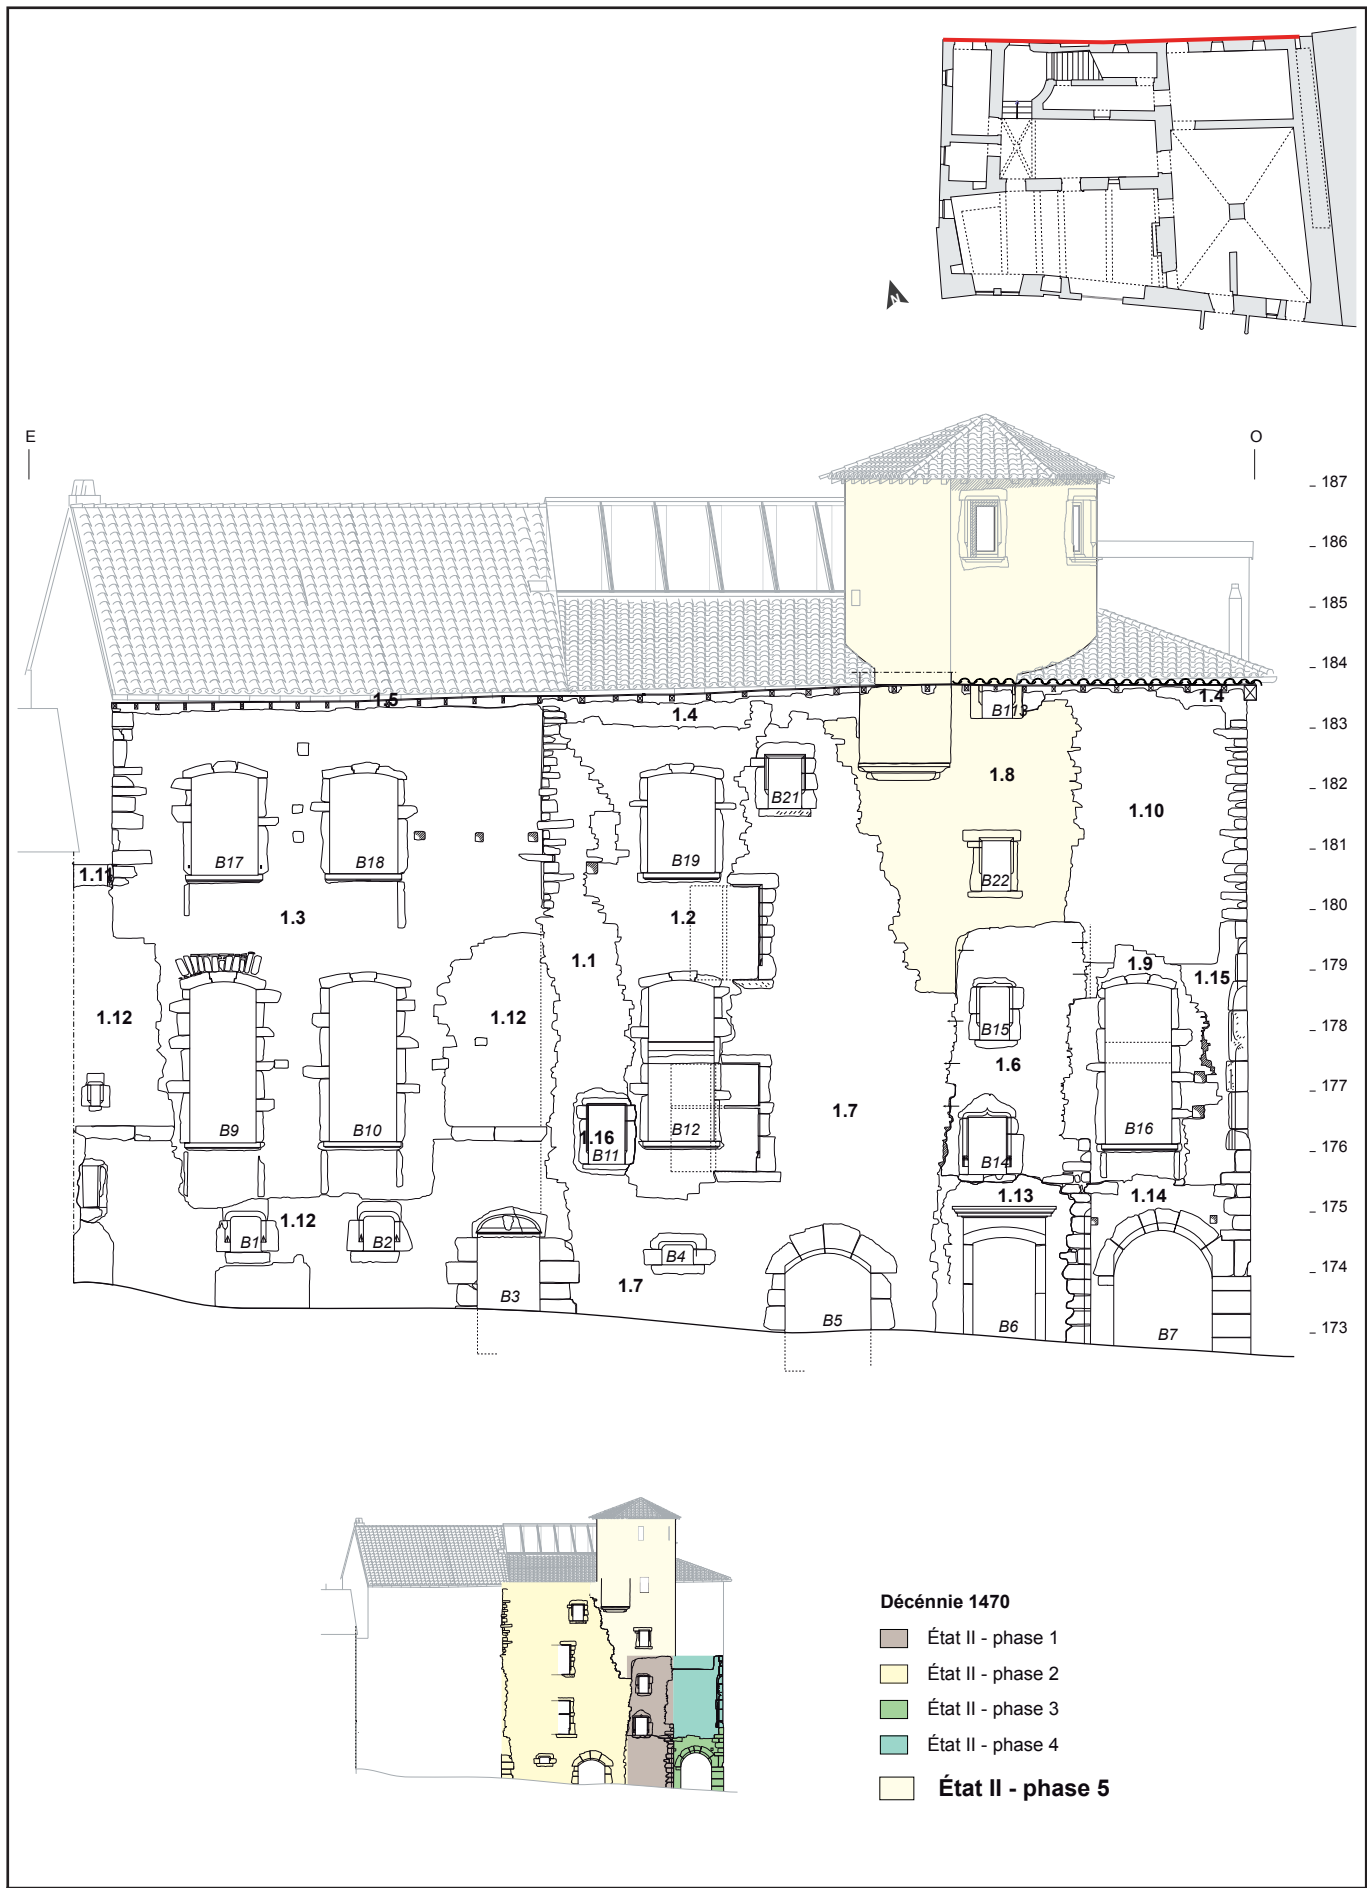 N
E O
187
186
185
184
1.5 1.4 1.4
B113
183
1.8
182
B21
1.10
B17 B18 B19
181
B22
1.11
180
1.3 1.2
1.1 1.9
179
1.15
1.12 1.12
178
B15
1.6
177
1.7
1.16
B9 B10 B11 B12 B14 B16
176
1.13 1.14
175
1.12
B1 B2 B4
174
1.7
B3 B5 B6 B7
173
Décénnie 1470
État II - phase 1
État II - phase 2
État II - phase 3
État II - phase 4
État II - phase 5